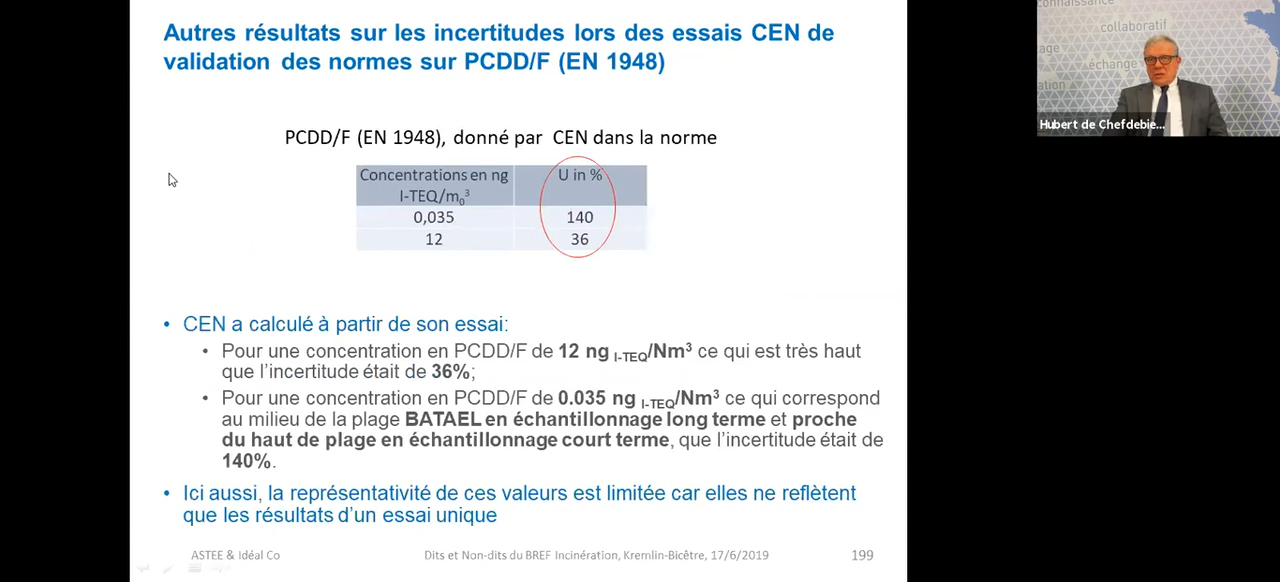 Autres résultats sur les incertitudes lors des essais CEN de
validation des normes sur PCDD/F (EN 1948)
PCDD/F (EN 1948), donné par CEN dans la norme
Concentrations en ng U in %
I-TEQ/m₀³
0,035 140
12 36
• CEN a calculé à partir de son essai:
• Pour une concentration en PCDD/F de 12 ng I-TEQ/Nm³ ce qui est très haut
que l'incertitude était de 36%;
• Pour une concentration en PCDD/F de 0.035 ng I-TEQ/Nm³ ce qui correspond
au milieu de la plage BATAEL en échantillonnage long terme et proche
du haut de plage en échantillonnage court terme, que l'incertitude était de
140%.
• Ici aussi, la représentativité de ces valeurs est limitée car elles ne reflètent
que les résultats d'un essai unique
ASTEE & Idéal Co Dits et Non-dits du BREF Incinération, Kremlin-Bicêtre, 17/6/2019 199
connaissance
collaboratif
échange
Hubert de Chefdebie...